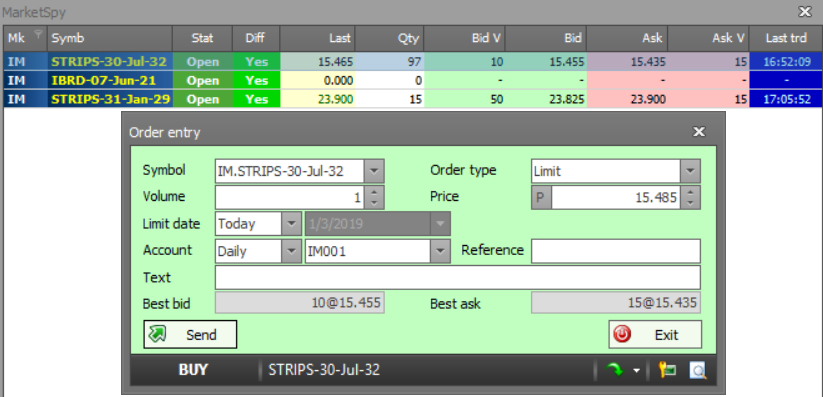 MarketSpy
Mk Symb Stat Diff Last Qty Bid V Bid Ask Ask V Last trd
IM STRIPS-30-Jul-32 Open Yes 15.465 97 10 15.455 15.435 15 16:52:09
IM IBRD-07-Jun-21 Open Yes 0.000 0 - - - - -
IM STRIPS-31-Jan-29 Open Yes 23.900 15 50 23.825 23.900 15 17:05:52
Order entry
Symbol IM.STRIPS-30-Jul-32 Order type Limit
Volume 1 Price P 15.485
Limit date Today 1/3/2019
Account Daily IM001 Reference
Text
Best bid 10@15.455 Best ask 15@15.435
Send Exit
BUY STRIPS-30-Jul-32